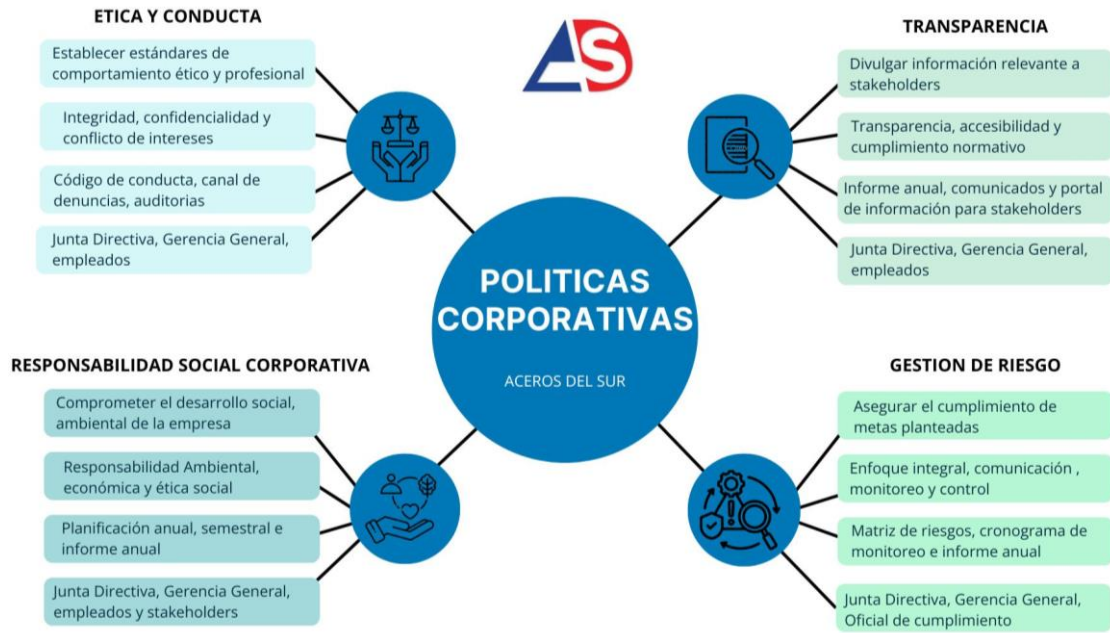 ETICA Y CONDUCTA
Establecer estándares de
comportamiento ético y profesional
Integridad, confidencialidad y
conflicto de intereses
Código de conducta, canal de
denuncias, auditorias
Junta Directiva, Gerencia General,
empleados
AS
TRANSPARENCIA
Divulgar información relevante a
stakeholders
Transparencia, accesibilidad y
cumplimiento normativo
Informe anual, comunicados y portal
de información para stakeholders
Junta Directiva, Gerencia General,
empleados
POLITICAS
CORPORATIVAS
ACEROS DEL SUR
RESPONSABILIDAD SOCIAL CORPORATIVA
Comprometer el desarrollo social,
ambiental de la empresa
Responsabilidad Ambiental,
económica y ética social
Planificación anual, semestral e
informe anual
Junta Directiva, Gerencia General,
empleados y stakeholders
GESTION DE RIESGO
Asegurar el cumplimiento de
metas planteadas
Enfoque integral, comunicación ,
monitoreo y control
Matriz de riesgos, cronograma de
monitoreo e informe anual
Junta Directiva, Gerencia General,
Oficial de cumplimiento